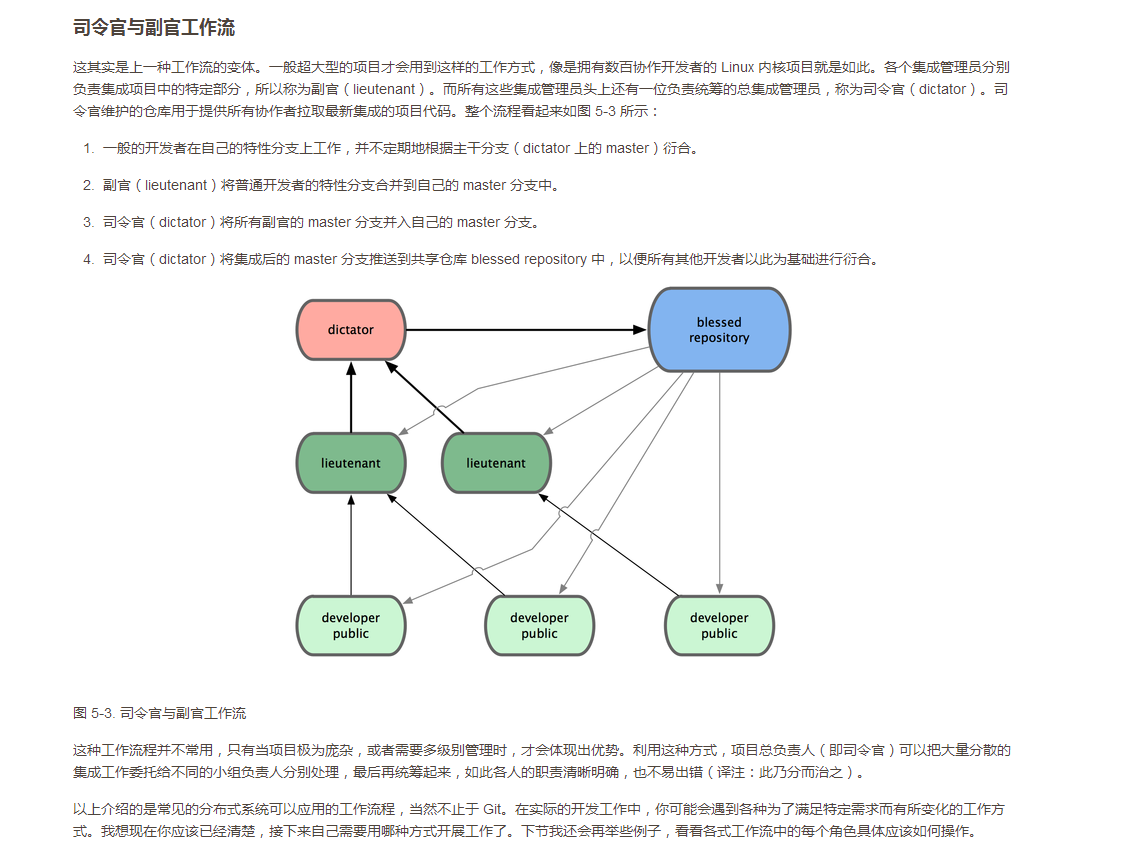 司令官与副官工作流
这其实是上一种工作流的变体。一般超大型的项目才会用到这样的工作方式，像是拥有数百协作开发者的 Linux 内核项目就是如此。各个集成管理员分别
负责集成项目中的特定部分，所以称为副官（lieutenant）。而所有这些集成管理员头上还有一位负责统筹的总集成管理员，称为司令官（dictator）。司
令官维护的仓库用于提供所有协作者拉取最新集成的项目代码。整个流程看起来如图 5-3 所示：
1. 一般的开发者在自己的特性分支上工作，并不定期地根据主干分支（dictator 上的 master）衍合。
2. 副官（lieutenant）将普通开发者的特性分支合并到自己的 master 分支中。
3. 司令官（dictator）将所有副官的 master 分支并入自己的 master 分支。
4. 司令官（dictator）将集成后的 master 分支推送到共享仓库 blessed repository 中，以便所有其他开发者以此为基础进行衍合。
dictator
blessed
repository
lieutenant
lieutenant
developer
public
developer
public
developer
public
图 5-3. 司令官与副官工作流
这种工作流程并不常用，只有当项目极为庞杂，或者需要多级别管理时，才会体现出优势。利用这种方式，项目总负责人（即司令官）可以把大量分散的
集成工作委托给不同的小组负责人分别处理，最后再统筹起来，如此各人的职责清晰明确，也不易出错（译注：此乃分而治之）。
以上介绍的是常见的分布式系统可以应用的工作流程，当然不止于 Git。在实际的开发工作中，你可能会遇到各种为了满足特定需求而有所变化的工作方
式。我想现在你应该已经清楚，接下来自己需要用哪种方式开展工作了。下节我还会再举些例子，看看各式工作流中的每个角色具体应该如何操作。